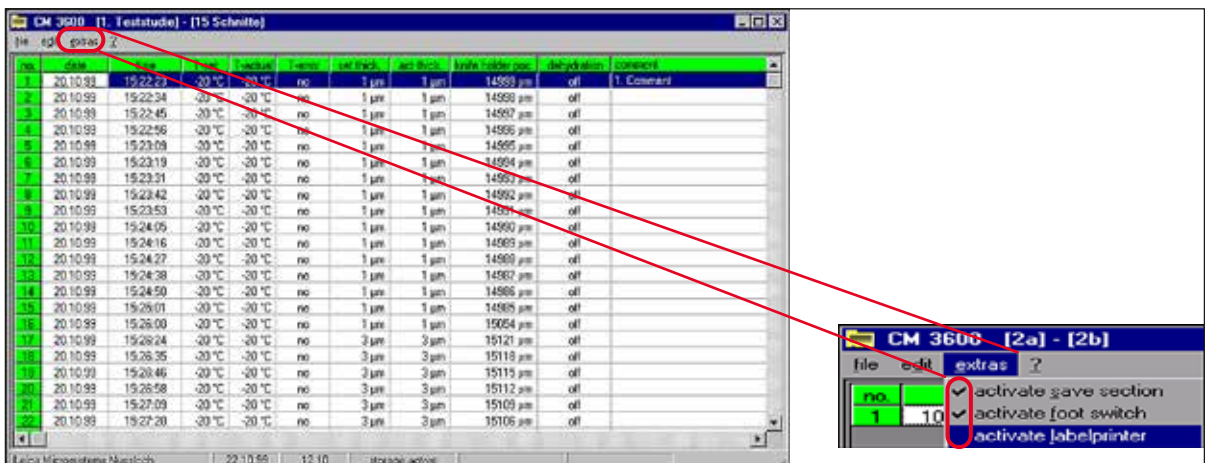 CM 3600 [1. Teststudie] - [15 Schnitte]
file edit extras ?
no. date time T-set T-actual T-error set thick. act-thick. knife holder pos. dehydration comment
1 20.10.99 15:22:23 -20 °C -20 °C no 1 µm 1 µm 14999 µm off 1. Comment
2 20.10.99 15:22:34 -20 °C -20 °C no 1 µm 1 µm 14998 µm off
3 20.10.99 15:22:45 -20 °C -20 °C no 1 µm 1 µm 14997 µm off
4 20.10.99 15:22:56 -20 °C -20 °C no 1 µm 1 µm 14996 µm off
5 20.10.99 15:23:09 -20 °C -20 °C no 1 µm 1 µm 14995 µm off
6 20.10.99 15:23:19 -20 °C -20 °C no 1 µm 1 µm 14994 µm off
7 20.10.99 15:23:31 -20 °C -20 °C no 1 µm 1 µm 14993 µm off
8 20.10.99 15:23:42 -20 °C -20 °C no 1 µm 1 µm 14992 µm off
9 20.10.99 15:23:53 -20 °C -20 °C no 1 µm 1 µm 14991 µm off
10 20.10.99 15:24:05 -20 °C -20 °C no 1 µm 1 µm 14990 µm off
11 20.10.99 15:24:16 -20 °C -20 °C no 1 µm 1 µm 14989 µm off
12 20.10.99 15:24:27 -20 °C -20 °C no 1 µm 1 µm 14988 µm off
13 20.10.99 15:24:38 -20 °C -20 °C no 1 µm 1 µm 14987 µm off
14 20.10.99 15:24:50 -20 °C -20 °C no 1 µm 1 µm 14986 µm off
15 20.10.99 15:25:01 -20 °C -20 °C no 1 µm 1 µm 14985 µm off
16 20.10.99 15:26:08 -20 °C -20 °C no 1 µm 1 µm 15054 µm off
17 20.10.99 15:26:24 -20 °C -20 °C no 3 µm 3 µm 15121 µm off
18 20.10.99 15:26:35 -20 °C -20 °C no 3 µm 3 µm 15118 µm off
19 20.10.99 15:26:46 -20 °C -20 °C no 3 µm 3 µm 15115 µm off
20 20.10.99 15:26:58 -20 °C -20 °C no 3 µm 3 µm 15112 µm off
21 20.10.99 15:27:09 -20 °C -20 °C no 3 µm 3 µm 15109 µm off
22 20.10.99 15:27:20 -20 °C -20 °C no 3 µm 3 µm 15106 µm off
Leica Microsystems Nussloch 22.10.99 12:10 storage active
CM 3600 [2a] - [2b]
file edit extras ?
no.
1 10
activate save section
activate foot switch
activate labelprinter